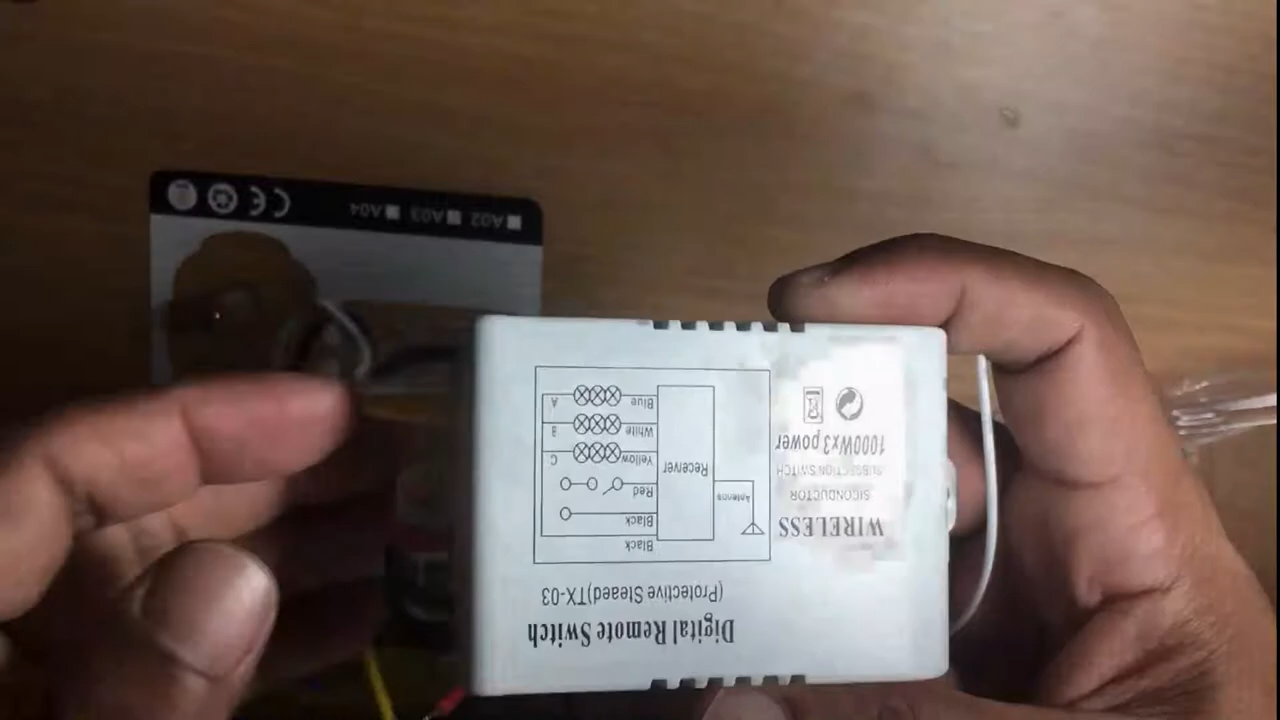 Digital Remote Switch
(Protective Steaed)TX-03
WIRELESS
SICONDUCTOR
SUBSECTION SWITCH
1000Wx3 power
Antenna
Receiver
Black
Black
Red
Yellow C
White B
Blue A
A02 A03 A04
CE